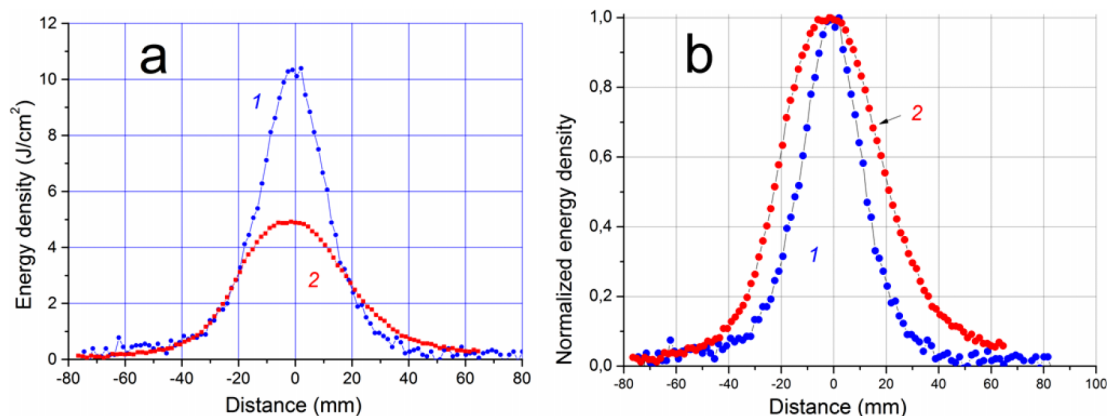 a
Energy density (J/cm²)
12
10
8
6
4
2
0
-80 -60 -40 -20 0 20 40 60 80
Distance (mm)
1
2
b
Normalized energy density
1,0
0,8
0,6
0,4
0,2
0,0
-80 -60 -40 -20 0 20 40 60 80 100
Distance (mm)
1
2